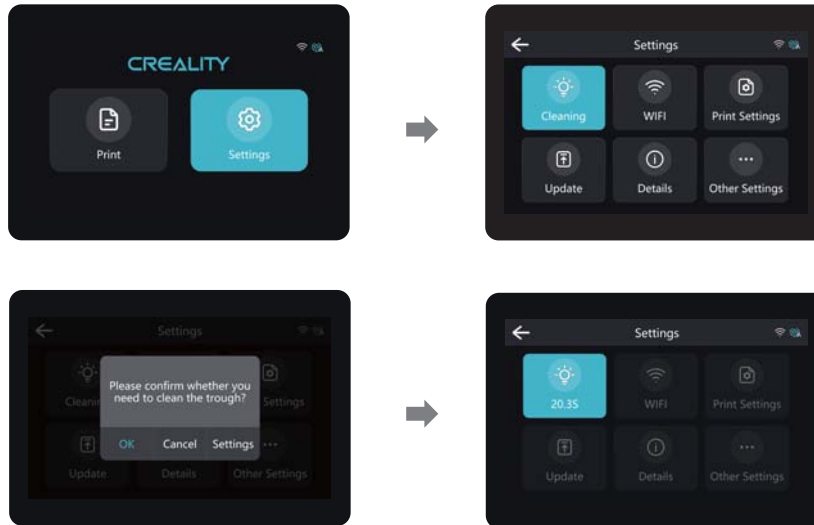 CREALITY
Print
Settings
Settings
Cleaning
WIFI
Print Settings
Update
Details
Other Settings
Settings
Please confirm whether you
need to clean the trough?
OK
Cancel
Settings
Cleanin
Settings
Update
Details
Other Settings
Settings
20.3S
WIFI
Print Settings
Update
Details
Other Settings